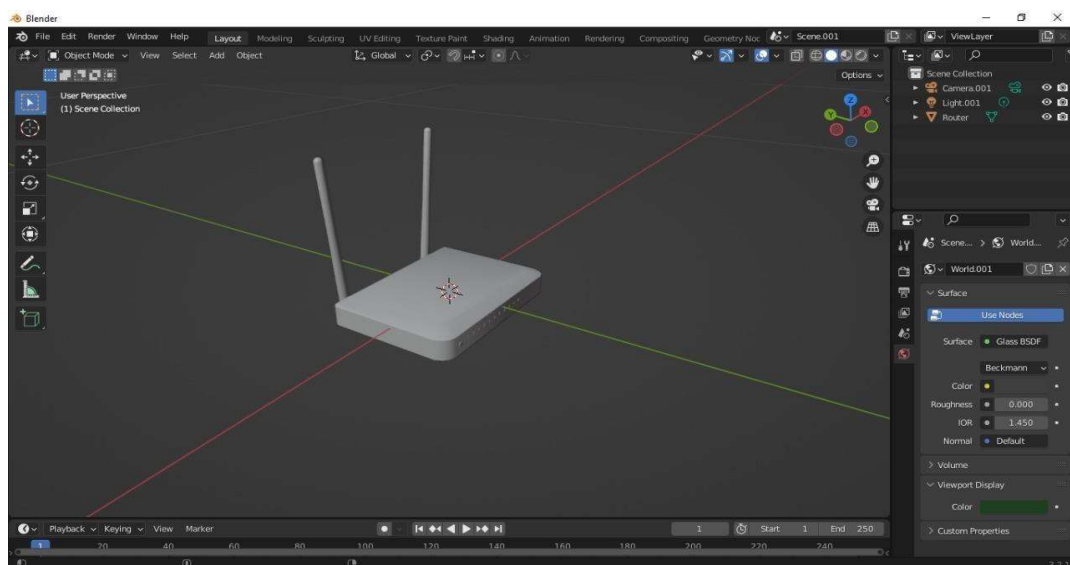 Blender
File Edit Render Window Help Layout Modeling Sculpting UV Editing Texture Paint Shading Animation Rendering Compositing Geometry Noc Scene.001 ViewLayer
Object Mode View Select Add Object Global
Options
User Perspective
(1) Scene Collection
Z
Y
X
Scene Collection
Camera.001
Light.001
Router
Scene... > World...
World.001
Surface
Use Nodes
Surface Glass BSDF
Beckmann
Color
Roughness 0.000
IOR 1.450
Normal Default
Volume
Viewport Display
Color
Custom Properties
Playback Keying View Marker 1 Start 1 End 250
1 20 40 60 80 100 120 140 160 180 200 220 240